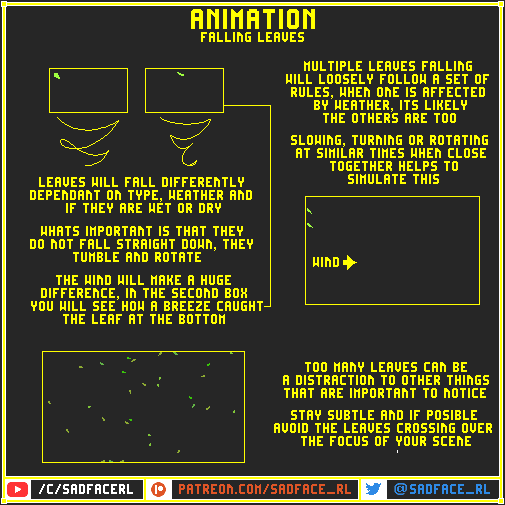 ANIMATION
FALLING LEAVES
MULTIPLE LEAVES FALLING
WILL LOOSELY FOLLOW A SET OF
RULES, WHEN ONE IS AFFECTED
BY WEATHER, ITS LIKELY
THE OTHERS ARE TOO
SLOWING, TURNING OR ROTATING
AT SIMILAR TIMES WHEN CLOSE
TOGETHER HELPS TO
SIMULATE THIS
LEAVES WILL FALL DIFFERENTLY
DEPENDANT ON TYPE, WEATHER AND
IF THEY ARE WET OR DRY
WHATS IMPORTANT IS THAT THEY
DO NOT FALL STRAIGHT DOWN, THEY
TUMBLE AND ROTATE
THE WIND WILL MAKE A HUGE
DIFFERENCE, IN THE SECOND BOX
YOU WILL SEE HOW A BREEZE CAUGHT
THE LEAF AT THE BOTTOM
WIND
TOO MANY LEAVES CAN BE
A DISTRACTION TO OTHER THINGS
THAT ARE IMPORTANT TO NOTICE
STAY SUBTLE AND IF POSSIBLE
AVOID THE LEAVES CROSSING OVER
THE FOCUS OF YOUR SCENE
/C/SADFACERL
PATREON.COM/SADFACE_RL
@SADFACE_RL